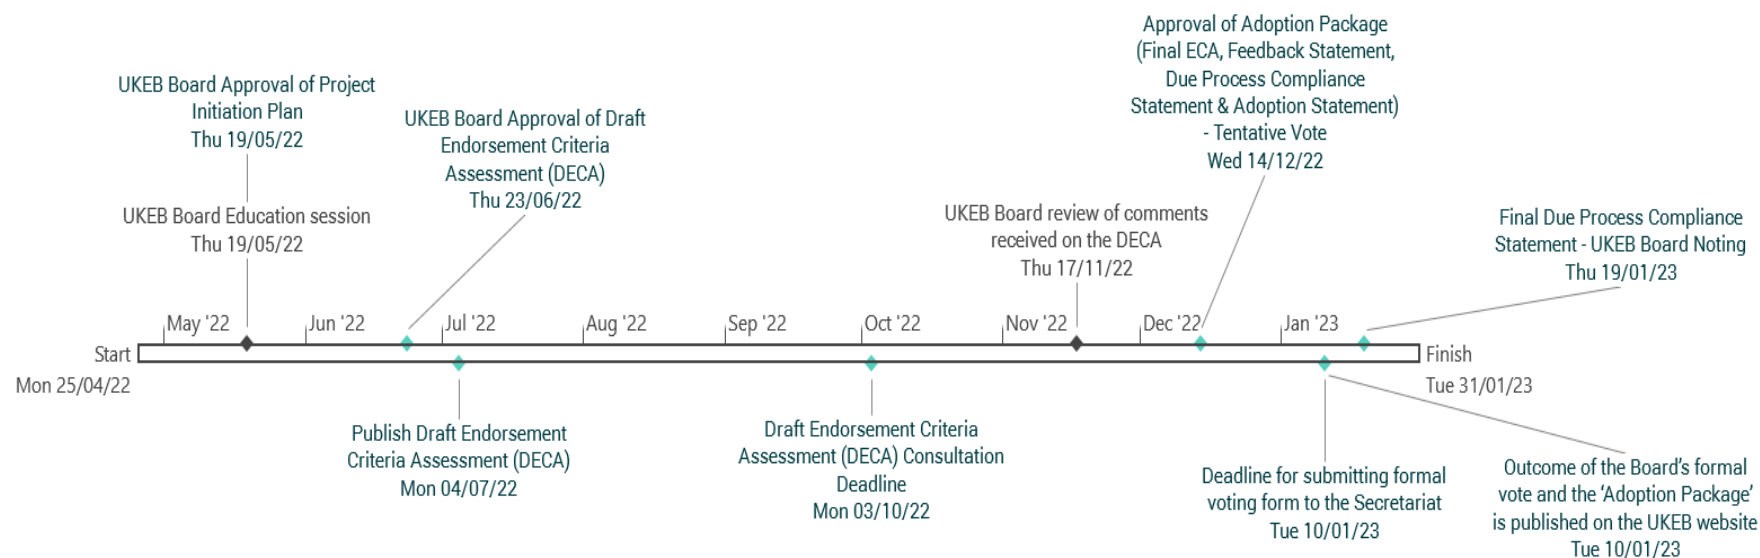 UKEB Board Approval of Project
Initiation Plan
Thu 19/05/22
UKEB Board Education session
Thu 19/05/22
UKEB Board Approval of Draft
Endorsement Criteria
Assessment (DECA)
Thu 23/06/22
UKEB Board review of comments
received on the DECA
Thu 17/11/22
Approval of Adoption Package
(Final ECA, Feedback Statement,
Due Process Compliance
Statement & Adoption Statement)
- Tentative Vote
Wed 14/12/22
Final Due Process Compliance
Statement - UKEB Board Noting
Thu 19/01/23
May '22
Jun '22
Jul '22
Aug '22
Sep '22
Oct '22
Nov '22
Dec '22
Jan '23
Start
Mon 25/04/22
Finish
Tue 31/01/23
Publish Draft Endorsement
Criteria Assessment (DECA)
Mon 04/07/22
Draft Endorsement Criteria
Assessment (DECA) Consultation
Deadline
Mon 03/10/22
Deadline for submitting formal
voting form to the Secretariat
Tue 10/01/23
Outcome of the Board’s formal
vote and the ‘Adoption Package’
is published on the UKEB website
Tue 10/01/23